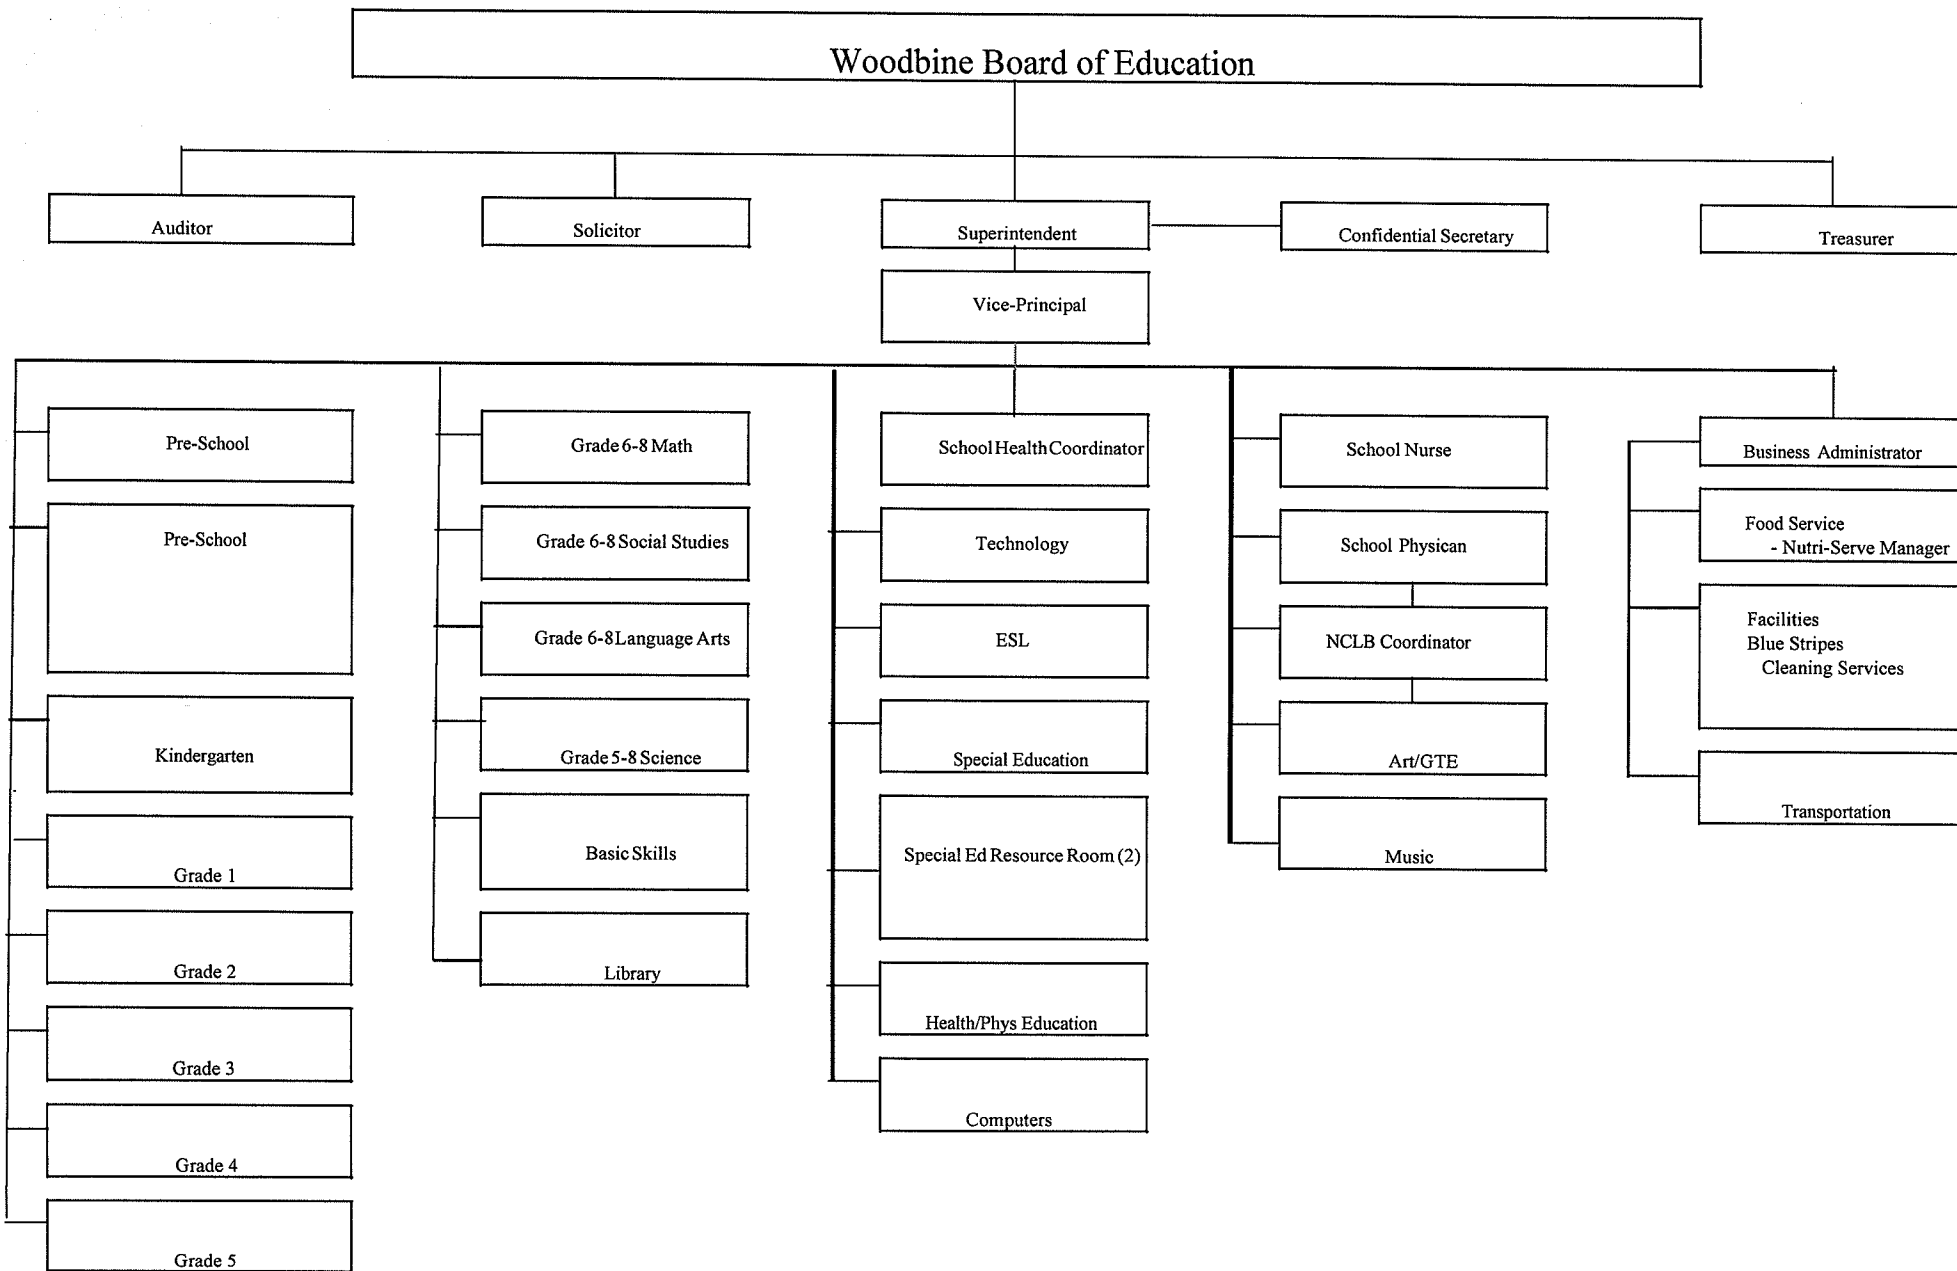 Woodbine Board of Education
Auditor
Solicitor
Superintendent
Confidential Secretary
Treasurer
Vice-Principal
Pre-School
Pre-School
Kindergarten
Grade 1
Grade 2
Grade 3
Grade 4
Grade 5
Grade 6-8 Math
Grade 6-8 Social Studies
Grade 6-8 Language Arts
Grade 5-8 Science
Basic Skills
Library
School Health Coordinator
Technology
ESL
Special Education
Special Ed Resource Room (2)
Health/Phys Education
Computers
School Nurse
School Physican
NCLB Coordinator
Art/GTE
Music
Business Administrator
Food Service
- Nutri-Serve Manager
Facilities
Blue Stripes
Cleaning Services
Transportation